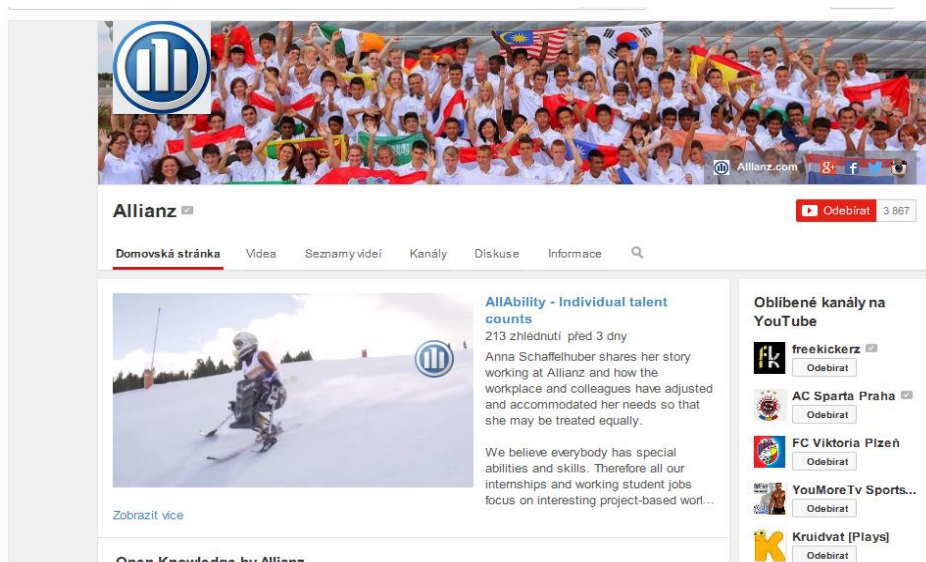 Allianz.com
Allianz
Odebírat 3 867
Domovská stránka Videa Seznamy videí Kanály Diskuse Informace
AllAbility - Individual talent
counts
213 zhlédnutí před 3 dny
Anna Schaffelhuber shares her story
working at Allianz and how the
workplace and colleagues have adjusted
and accommodated her needs so that
she may be treated equally.
We believe everybody has special
abilities and skills. Therefore all our
internships and working student jobs
focus on interesting project-based worl...
Zobrazit více
Open Knowledge by Allianz
Oblíbené kanály na
YouTube
freekickerz
Odebírat
AC Sparta Praha
Odebírat
FC Viktoria Plzeň
Odebírat
YouMoreTv Sports...
Odebírat
Kruidvat [Plays]
Odebírat